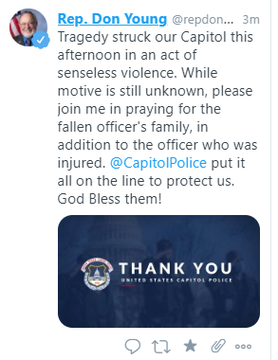 Rep. Don Young @repdon... 3m
Tragedy struck our Capitol this
afternoon in an act of
senseless violence. While
motive is still unknown, please
join me in praying for the
fallen officer's family, in
addition to the officer who was
injured. @CapitolPolice put it
all on the line to protect us.
God Bless them!
THANK YOU
UNITED STATES CAPITOL POLICE